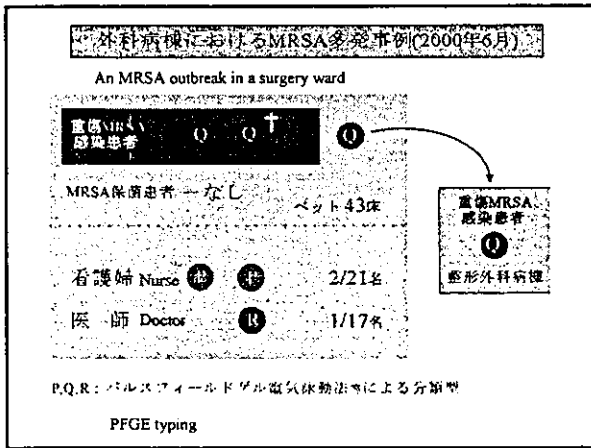 外科病棟におけるMRSA多発事例(2000年6月)
An MRSA outbreak in a surgery ward
重傷MRSA
感染患者 Q Q † Q
MRSA保菌患者 ーなし
ベット43床
重傷MRSA
感染患者
Q
整形外科病棟
看護婦 Nurse 2/21名
医 師 Doctor R 1/17名
P,Q,R : パルスフィールドゲル電気泳動法 による分類型
PFGE typing